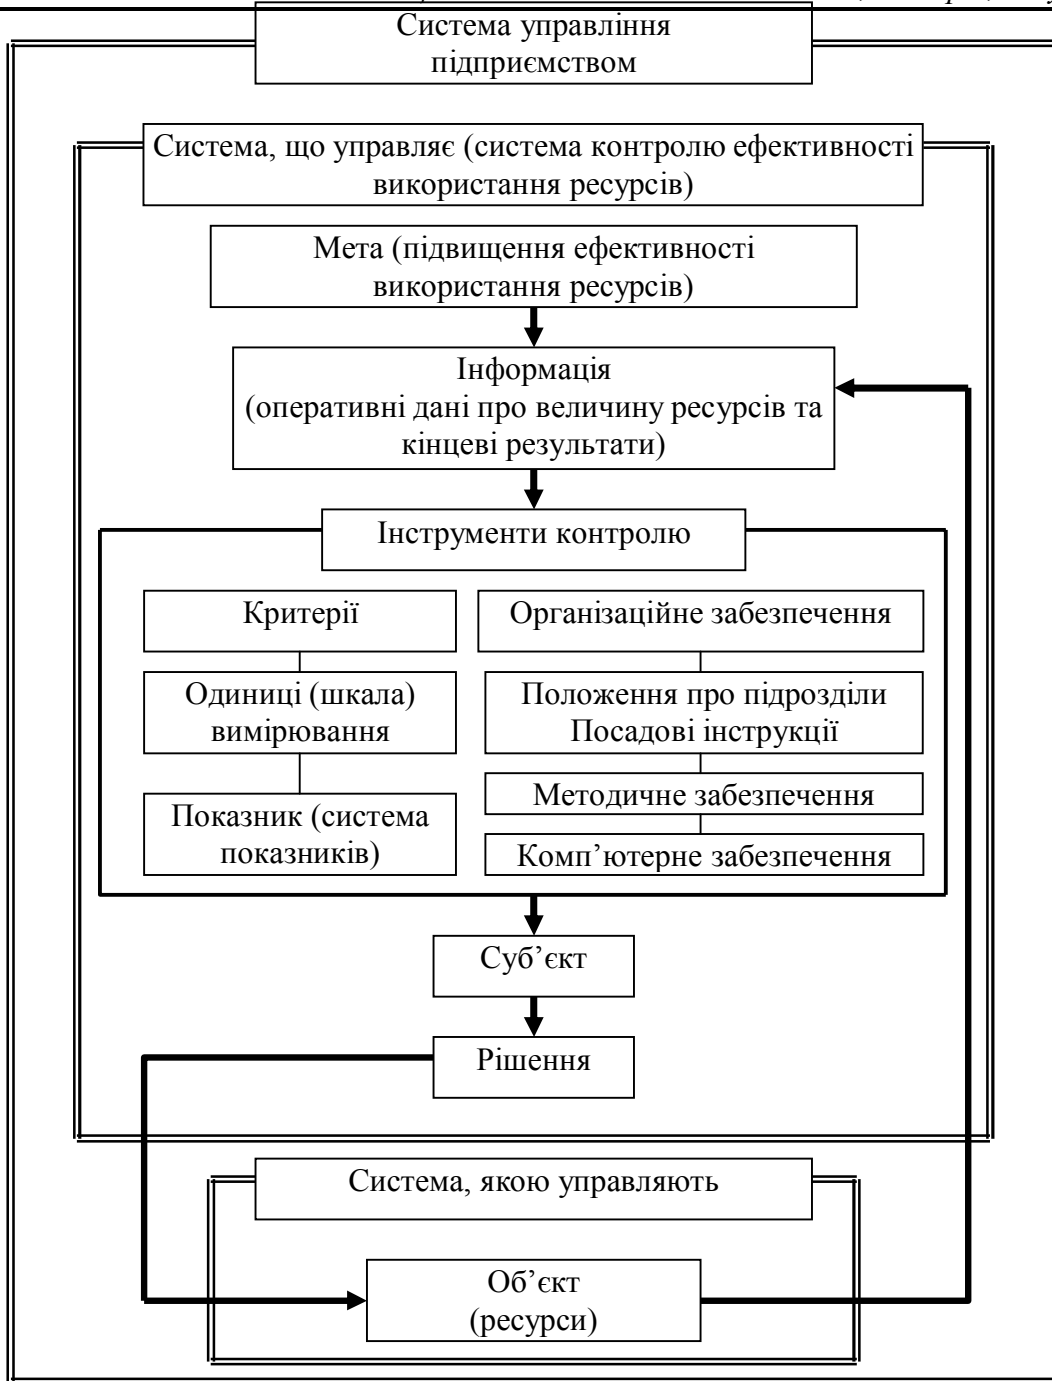 Система управління
підприємством
Система, що управляє (система контролю ефективності
використання ресурсів)
Мета (підвищення ефективності
використання ресурсів)
Інформація
(оперативні дані про величину ресурсів та
кінцеві результати)
Інструменти контролю
Критерії
Одиниці (шкала)
вимірювання
Показник (система
показників)
Організаційне забезпечення
Положення про підрозділи
Посадові інструкції
Методичне забезпечення
Комп’ютерне забезпечення
Суб’єкт
Рішення
Система, якою управляють
Об’єкт
(ресурси)